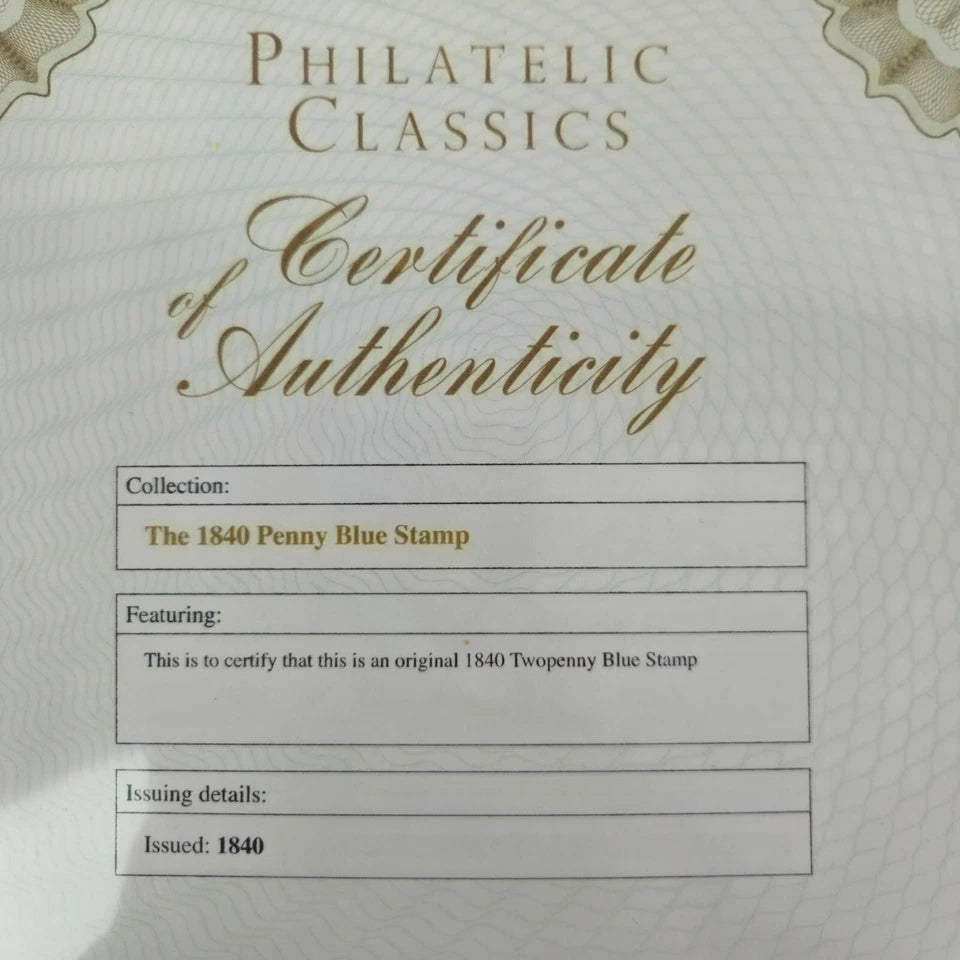 PHILATELIC
CLASSICS
Certificate
of
Authenticity
Collection:
The 1840 Penny Blue Stamp
Featuring:
This is to certify that this is an original 1840 Twopenny Blue Stamp
Issuing details:
Issued: 1840